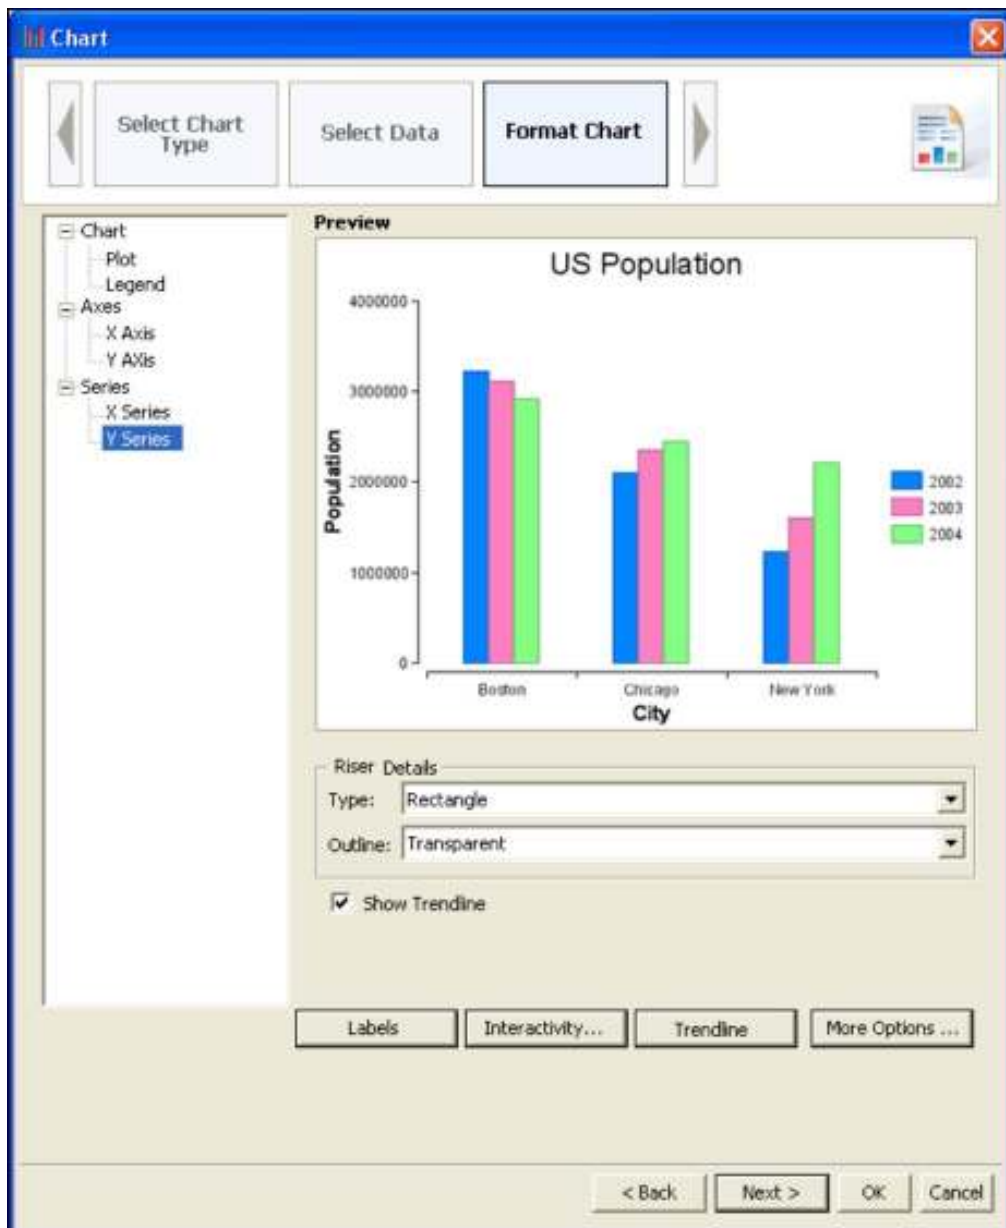 Chart
Select Chart
Type
Select Data
Format Chart
Chart
Plot
Legend
Axes
X Axis
Y AXis
Series
X Series
Y Series
Preview
US Population
4000000
3000000
2000000
1000000
0
Population
Boston
Chicago
New York
City
2002
2003
2004
Riser Details
Type: Rectangle
Outline: Transparent
Show Trendline
Labels
Interactivity...
Trendline
More Options ...
< Back
Next >
OK
Cancel